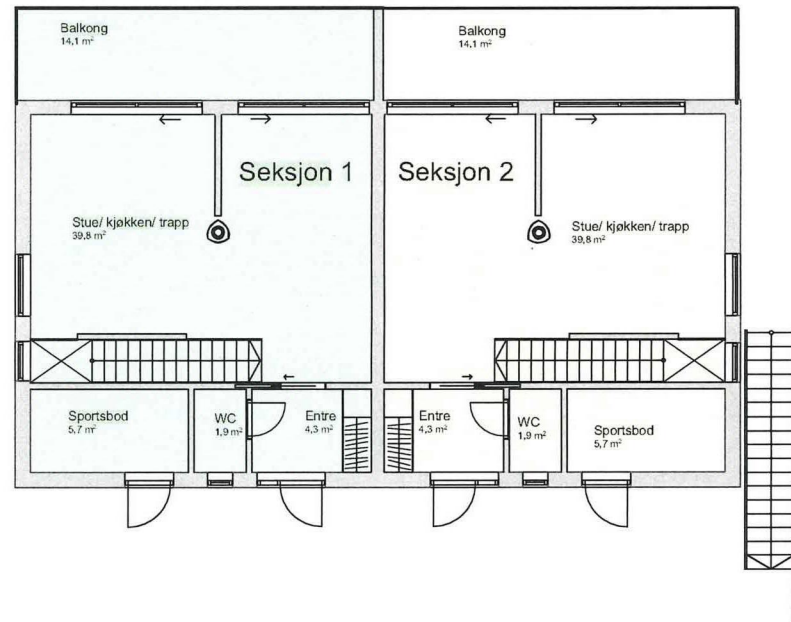 Balkong
14,1 m²
Balkong
14,1 m²
Seksjon 1
Seksjon 2
Stue/ kjøkken/ trapp
39,8 m²
Stue/ kjøkken/ trapp
39,8 m²
Sportsbod
5,7 m²
WC
1,9 m²
Entre
4,3 m²
Entre
4,3 m²
WC
1,9 m²
Sportsbod
5,7 m²